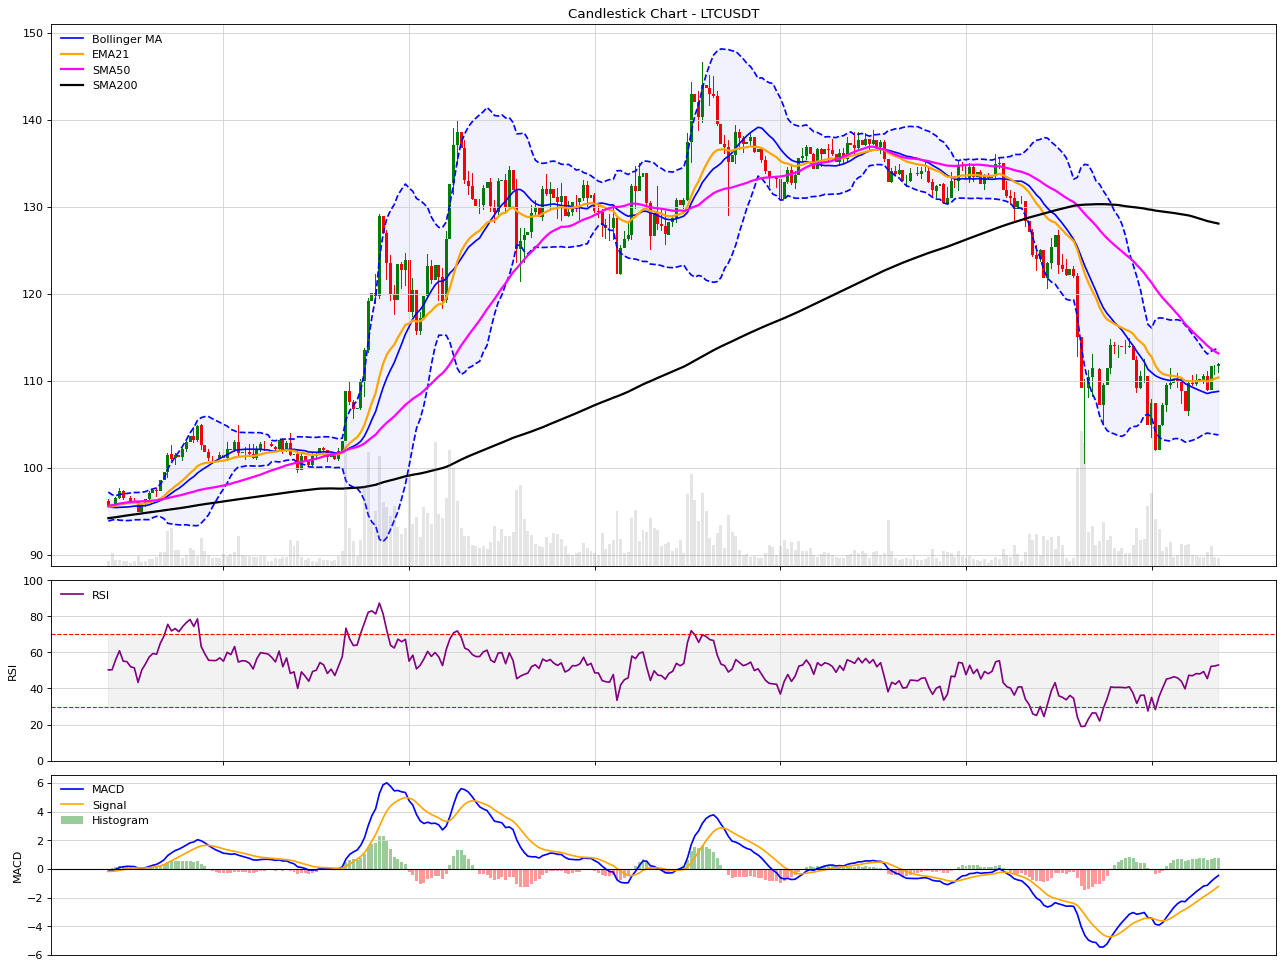 Candlestick Chart - LTCUSDT
Bollinger MA
EMA21
SMA50
SMA200
150
140
130
120
110
100
90
RSI
RSI
100
80
60
40
20
0
MACD
Signal
Histogram
MACD
6
4
2
0
−2
−4
−6